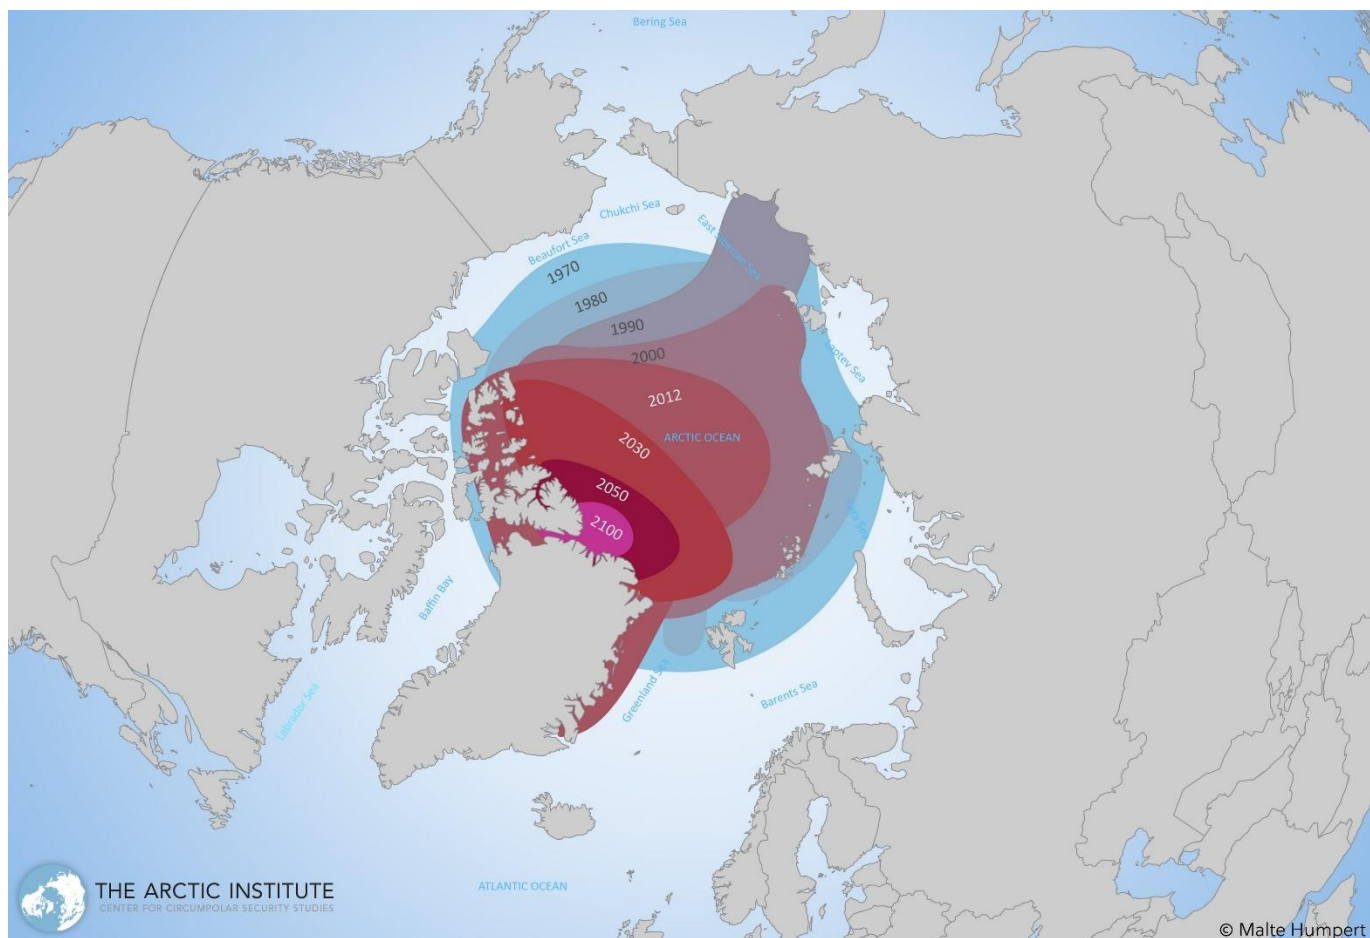 Bering Sea
Chukchi Sea
East Siberian Sea
Beaufort Sea
1970
1980
1990
2000
Laptev Sea
2012
ARCTIC OCEAN
2030
2050
2100
Kara Sea
Baffin Bay
Labrador Sea
Greenland Sea
Barents Sea
ATLANTIC OCEAN
THE ARCTIC INSTITUTE
CENTER FOR CIRCUMPOLAR SECURITY STUDIES
© Malte Humpert